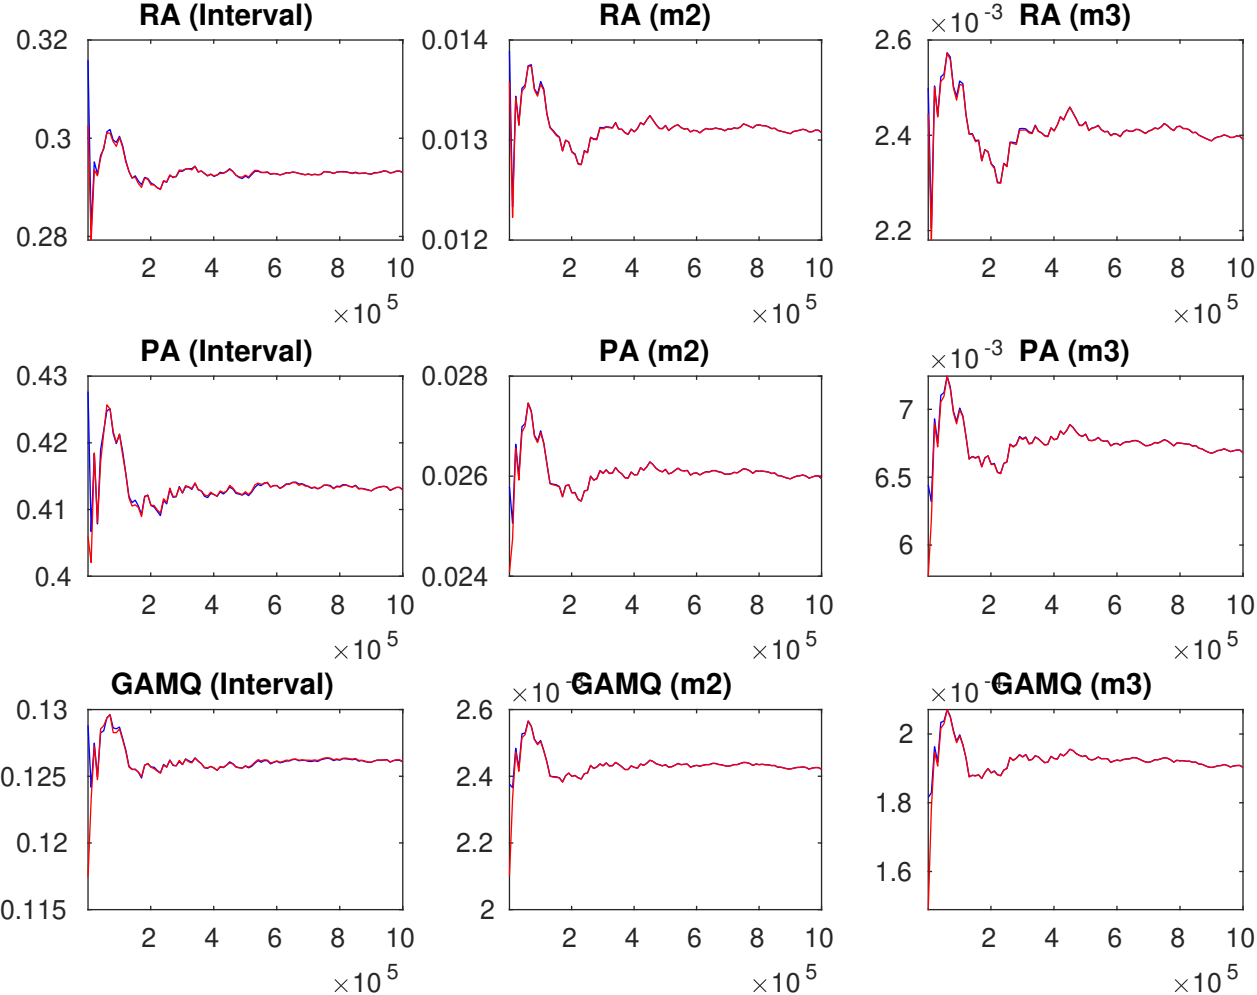 RA (Interval)
0.32
0.3
0.28
2 4 6 8 10
×10 5
RA (m2)
0.014
0.013
0.012
2 4 6 8 10
×10 5
×10 -3 RA (m3)
2.6
2.4
2.2
2 4 6 8 10
×10 5
PA (Interval)
0.43
0.42
0.41
0.4
2 4 6 8 10
×10 5
PA (m2)
0.028
0.026
0.024
2 4 6 8 10
×10 5
×10 -3 PA (m3)
7
6.5
6
2 4 6 8 10
×10 5
GAMQ (Interval)
0.13
0.125
0.12
0.115
2 4 6 8 10
×10 5
×10 -3 GAMQ (m2)
2.6
2.4
2.2
2
2 4 6 8 10
×10 5
×10 -4 GAMQ (m3)
2
1.8
1.6
2 4 6 8 10
×10 5